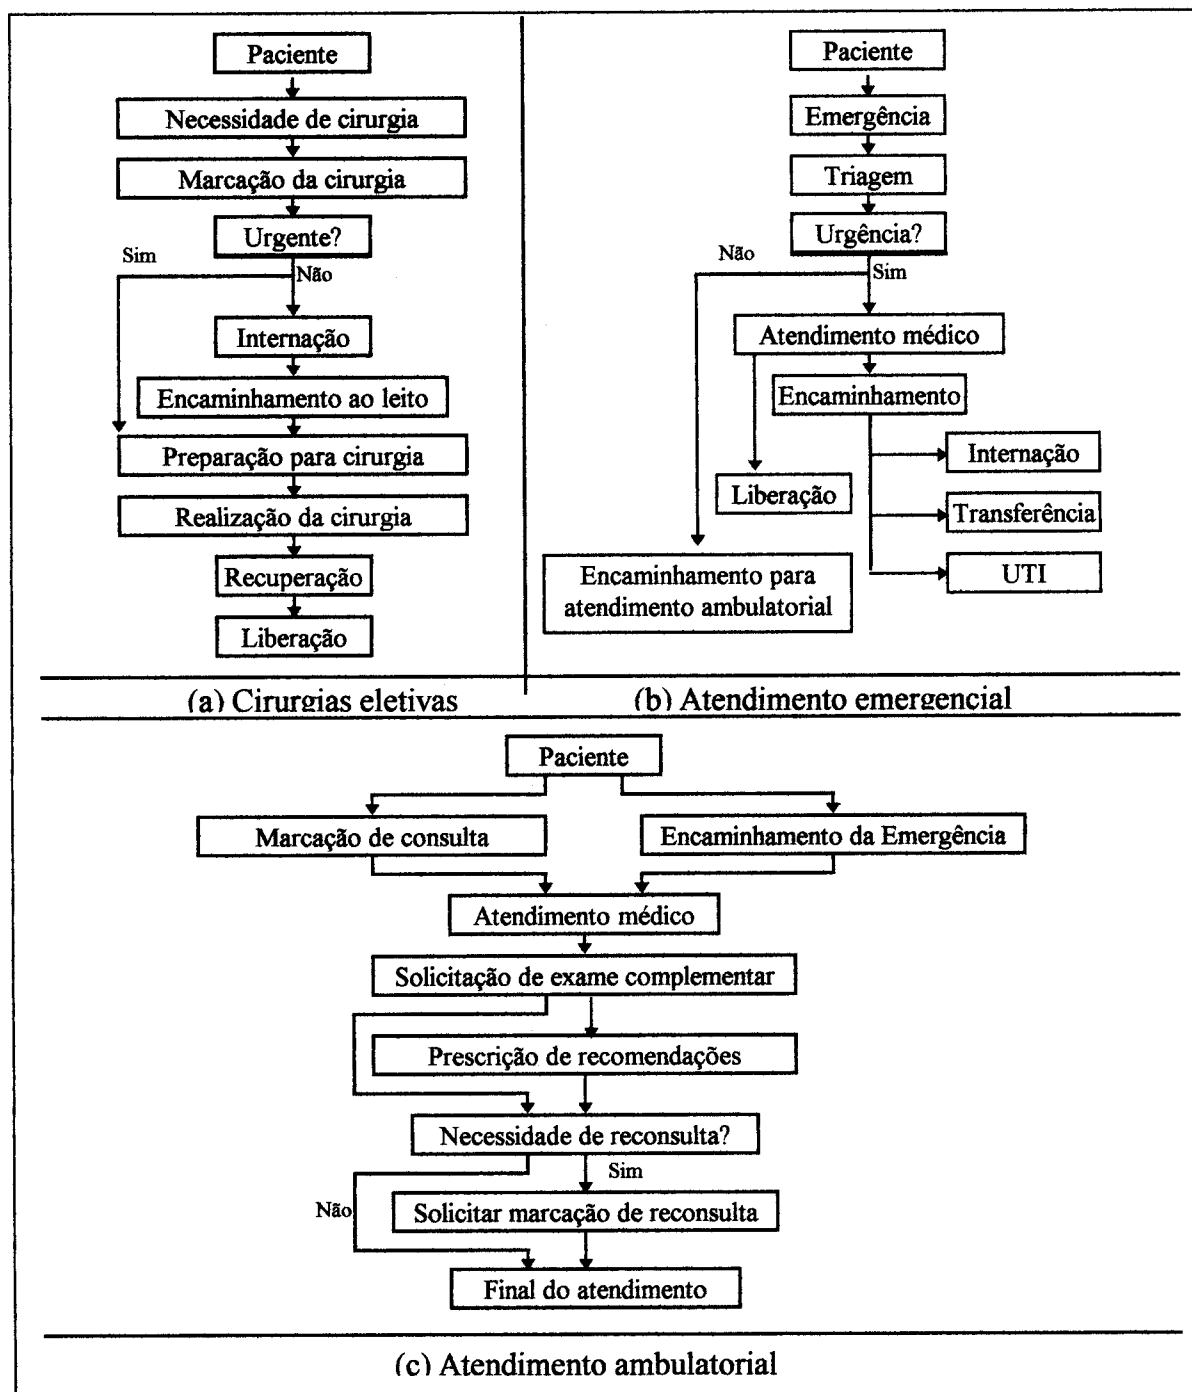 Paciente
Necessidade de cirurgia
Marcação da cirurgia
Urgente?
Sim
Não
Internação
Encaminhamento ao leito
Preparação para cirurgia
Realização da cirurgia
Recuperação
Liberação
(a) Cirurgias eletivas
Paciente
Emergência
Triagem
Urgência?
Não
Sim
Atendimento médico
Encaminhamento
Internação
Liberação
Transferência
UTI
Encaminhamento para
atendimento ambulatorial
(b) Atendimento emergencial
Paciente
Marcação de consulta
Encaminhamento da Emergência
Atendimento médico
Solicitação de exame complementar
Prescrição de recomendações
Necessidade de reconsulta?
Sim
Não
Solicitar marcação de reconsulta
Final do atendimento
(c) Atendimento ambulatorial